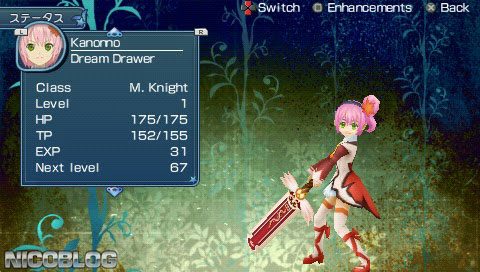 Switch Enhancements Back
ステータス
L R
Kanonno
Dream Drawer
Class M. Knight
Level 1
HP 175/175
TP 152/155
EXP 31
Next level 67
NICOBLOG